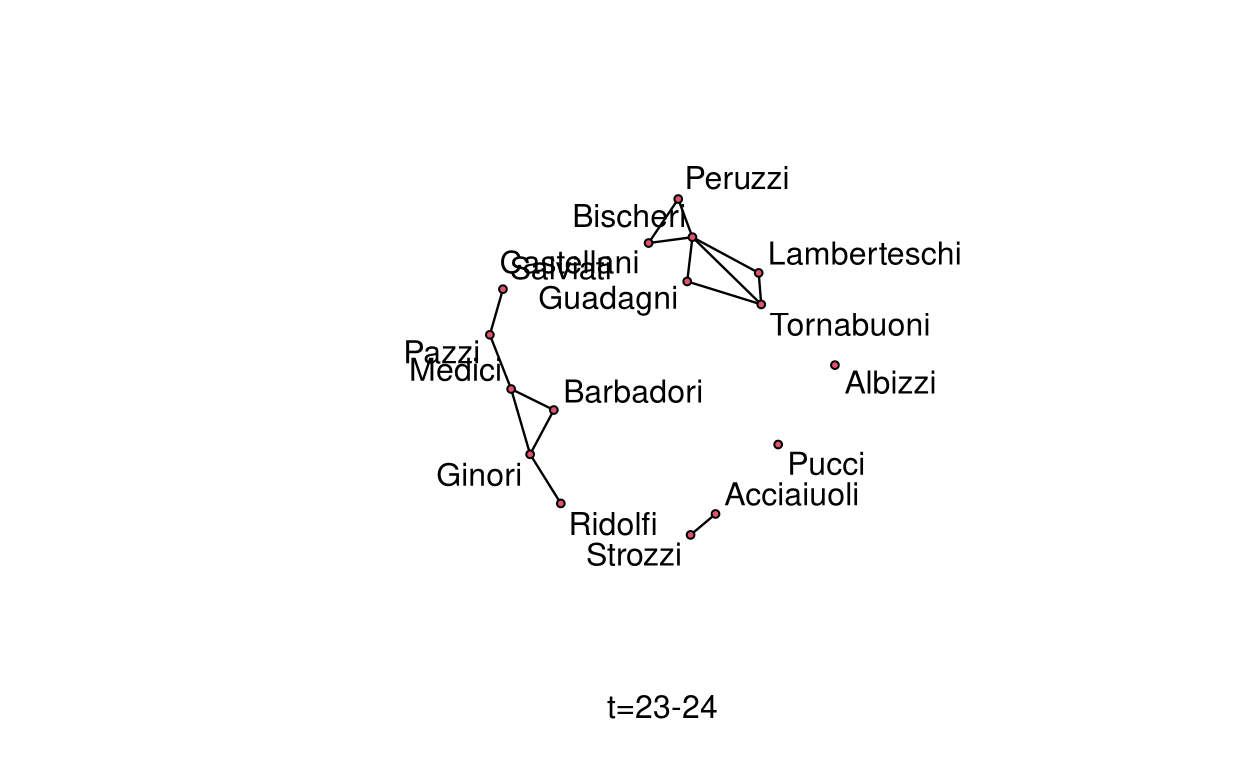 Peruzzi
Bischeri
Lamberteschi
Castellani
Salviati
Guadagni
Tornabuoni
Pazzi
Medici
Albizzi
Barbadori
Pucci
Ginori
Acciaiuoli
Ridolfi
Strozzi
t=23-24